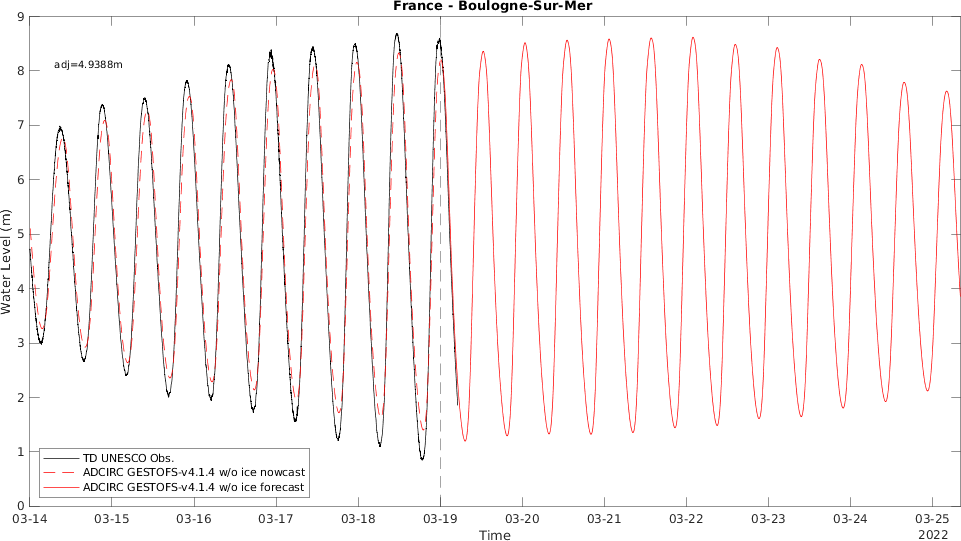 France - Boulogne-Sur-Mer
9
8
7
6
5
4
3
2
1
0
Water Level (m)
adj=4.9388m
TD UNESCO Obs.
ADCIRC GESTOFS-v4.1.4 w/o ice nowcast
ADCIRC GESTOFS-v4.1.4 w/o ice forecast
03-14 03-15 03-16 03-17 03-18 03-19 03-20 03-21 03-22 03-23 03-24 03-25
2022
Time